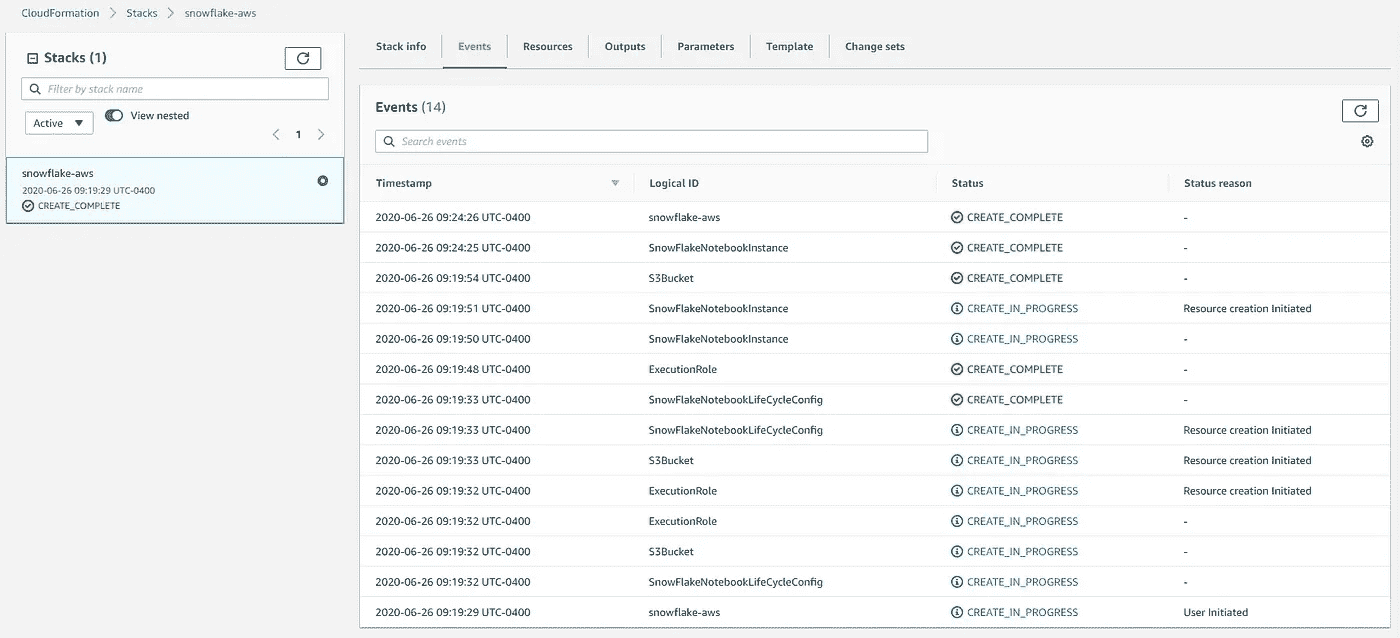 CloudFormation > Stacks > snowflake-aws
Stacks (1)
Filter by stack name
Active
View nested
1
snowflake-aws
2020-06-26 09:19:29 UTC-0400
CREATE_COMPLETE
Stack info Events Resources Outputs Parameters Template Change sets
Events (14)
Search events
Timestamp Logical ID Status Status reason
2020-06-26 09:24:26 UTC-0400 snowflake-aws CREATE_COMPLETE -
2020-06-26 09:24:25 UTC-0400 SnowFlakeNotebookInstance CREATE_COMPLETE -
2020-06-26 09:19:54 UTC-0400 S3Bucket CREATE_COMPLETE -
2020-06-26 09:19:51 UTC-0400 SnowFlakeNotebookInstance CREATE_IN_PROGRESS Resource creation Initiated
2020-06-26 09:19:50 UTC-0400 SnowFlakeNotebookInstance CREATE_IN_PROGRESS -
2020-06-26 09:19:48 UTC-0400 ExecutionRole CREATE_COMPLETE -
2020-06-26 09:19:33 UTC-0400 SnowFlakeNotebookLifeCycleConfig CREATE_COMPLETE -
2020-06-26 09:19:33 UTC-0400 SnowFlakeNotebookLifeCycleConfig CREATE_IN_PROGRESS Resource creation Initiated
2020-06-26 09:19:33 UTC-0400 S3Bucket CREATE_IN_PROGRESS Resource creation Initiated
2020-06-26 09:19:32 UTC-0400 ExecutionRole CREATE_IN_PROGRESS Resource creation Initiated
2020-06-26 09:19:32 UTC-0400 ExecutionRole CREATE_IN_PROGRESS -
2020-06-26 09:19:32 UTC-0400 S3Bucket CREATE_IN_PROGRESS -
2020-06-26 09:19:32 UTC-0400 SnowFlakeNotebookLifeCycleConfig CREATE_IN_PROGRESS -
2020-06-26 09:19:29 UTC-0400 snowflake-aws CREATE_IN_PROGRESS User Initiated